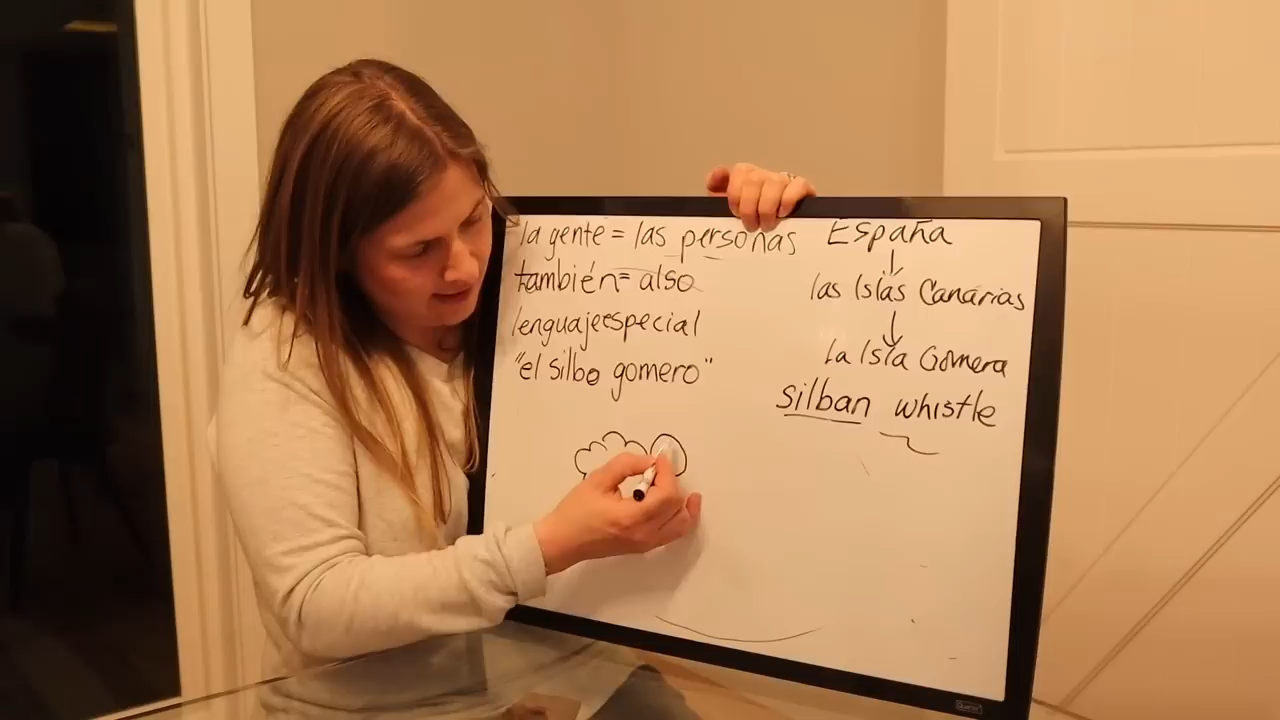 la gente = las personas
también = also
lenguaje especial
"el silbo gomero"
España
las Islas Canarias
La Isla Gomera
silban whistle